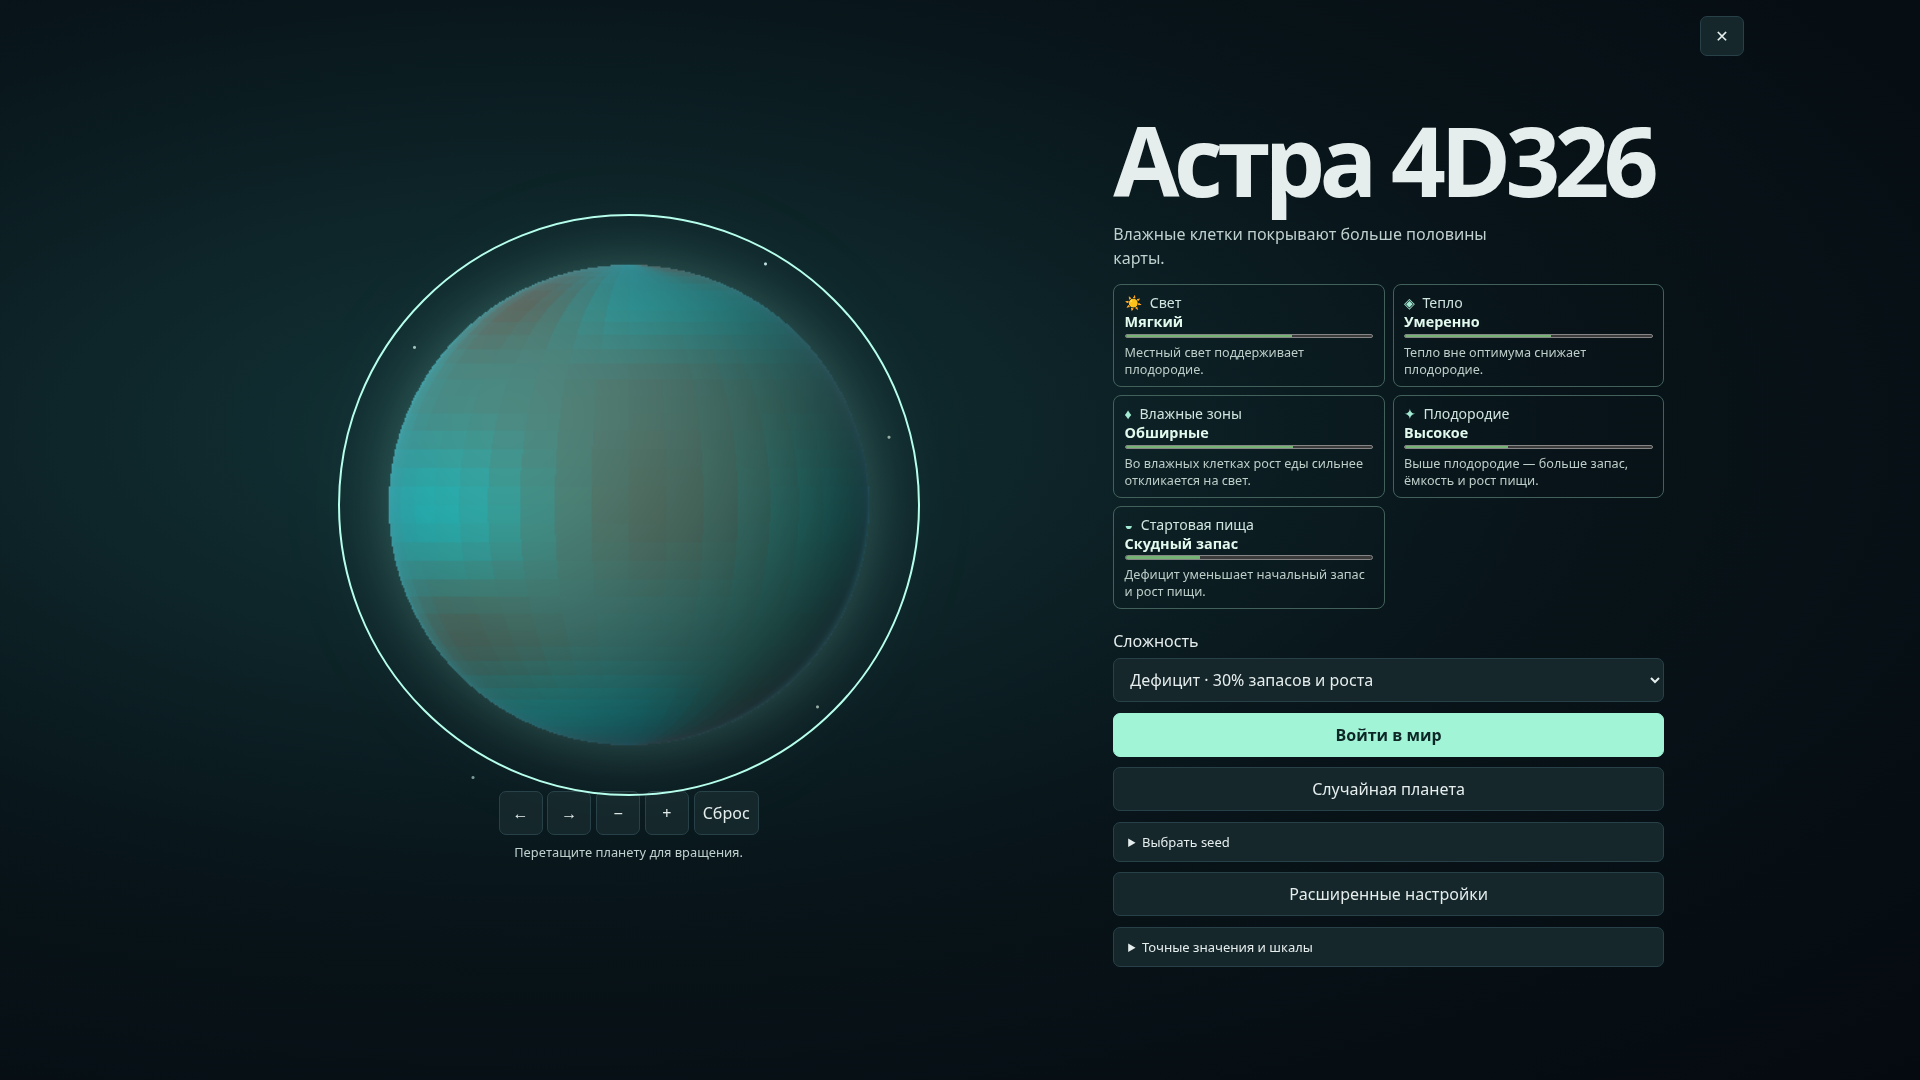 ✕
Астра 4D326
Влажные клетки покрывают больше половины
карты.
☀️ Свет
Мягкий
Местный свет поддерживает
плодородие.
◈ Тепло
Умеренно
Тепло вне оптимума снижает
плодородие.
♦ Влажные зоны
Обширные
Во влажных клетках рост еды сильнее
откликается на свет.
✦ Плодородие
Высокое
Выше плодородие — больше запас,
ёмкость и рост пищи.
Стартовая пища
Скудный запас
Дефицит уменьшает начальный запас
и рост пищи.
Сложность
Дефицит · 30% запасов и роста
Войти в мир
Случайная планета
▶ Выбрать seed
Расширенные настройки
▶ Точные значения и шкалы
← → − + Сброс
Перетащите планету для вращения.